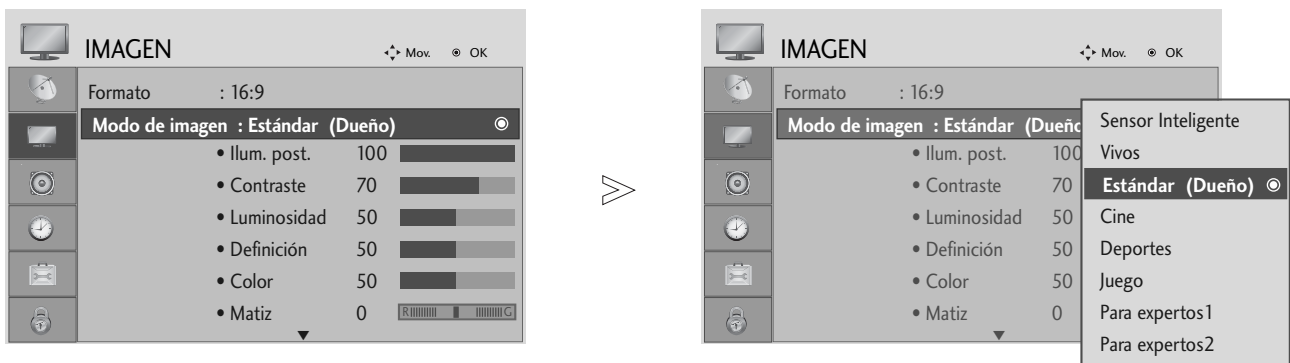 IMAGEN Mov. OK
Formato : 16:9
Modo de imagen : Estándar (Dueño)
• Ilum. post. 100
• Contraste 70
• Luminosidad 50
• Definición 50
• Color 50
• Matiz 0 R G
IMAGEN Mov. OK
Formato : 16:9
Modo de imagen : Estándar (Dueño
• Ilum. post. 100
• Contraste 70
• Luminosidad 50
• Definición 50
• Color 50
• Matiz 0
Sensor Inteligente
Vivos
Estándar (Dueño)
Cine
Deportes
Juego
Para expertos1
Para expertos2